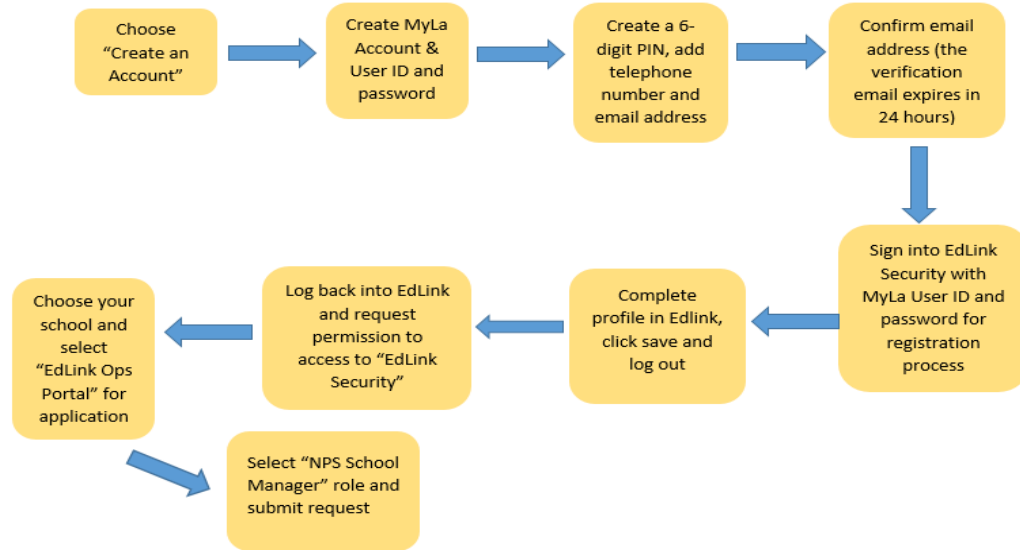 Choose
“Create an
Account”
Create MyLa
Account &
User ID and
password
Create a 6-
digit PIN, add
telephone
number and
email address
Confirm email
address (the
verification
email expires in
24 hours)
Sign into EdLink
Security with
MyLa User ID and
password for
registration
process
Complete
profile in Edlink,
click save and
log out
Log back into EdLink
and request
permission to
access to “EdLink
Security”
Choose your
school and
select
“EdLink Ops
Portal” for
application
Select “NPS School
Manager” role and
submit request